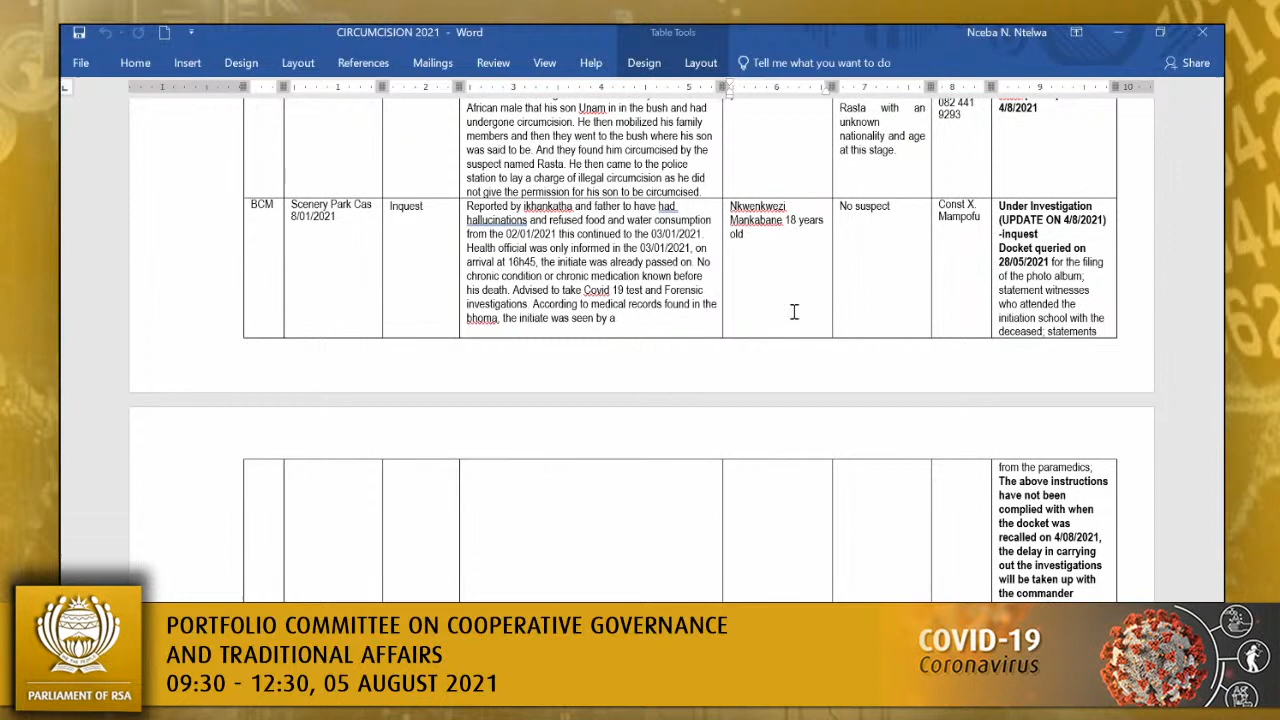 CIRCUMCISION 2021 - Word
Table Tools
Nceba N. Ntelwa
File Home Insert Design Layout References Mailings Review View Help Design Layout Tell me what you want to do Share
1 1 2 3 4 5 6 7 8 9 10
African male that his son Unam in in the bush and had
undergone circumcision. He then mobilized his family
members and then they went to the bush where his son
was said to be. And they found him circumcised by the
suspect named Rasta. He then came to the police
station to lay a charge of illegal circumcision as he did
not give the permission for his son to be circumcised.
Rasta with an
unknown
nationality and age
at this stage.
082 441
9293
4/8/2021
BCM
Scenery Park Cas
8/01/2021
Inquest
Reported by ikhankatha and father to have had
hallucinations and refused food and water consumption
from the 02/01/2021 this continued to the 03/01/2021.
Health official was only informed in the 03/01/2021, on
arrival at 16h45, the initiate was already passed on. No
chronic condition or chronic medication known before
his death. Advised to take Covid 19 test and Forensic
investigations. According to medical records found in the
bhoma, the initiate was seen by a
Nkwenkwezi
Mankabane 18 years
old
No suspect
Const X.
Mampofu
Under Investigation
(UPDATE ON 4/8/2021)
-inquest
Docket queried on
28/05/2021 for the filing
of the photo album;
statement witnesses
who attended the
initiation school with the
deceased; statements
from the paramedics;
The above instructions
have not been
complied with when
the docket was
recalled on 4/08/2021,
the delay in carrying
out the investigations
will be taken up with
the commander
PARLIAMENT OF RSA
PORTFOLIO COMMITTEE ON COOPERATIVE GOVERNANCE
AND TRADITIONAL AFFAIRS
09:30 - 12:30, 05 AUGUST 2021
COVID-19
Coronavirus